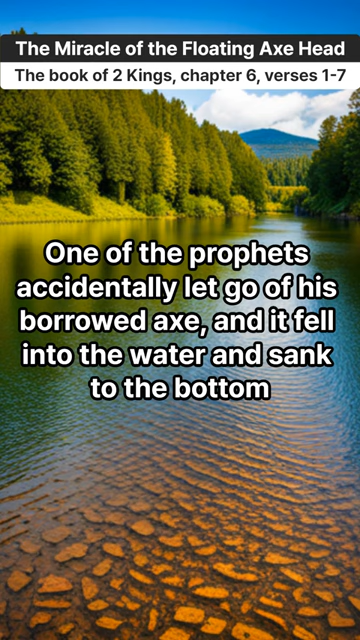 The Miracle of the Floating Axe Head
The book of 2 Kings, chapter 6, verses 1-7
One of the prophets
accidentally let go of his
borrowed axe, and it fell
into the water and sank
to the bottom